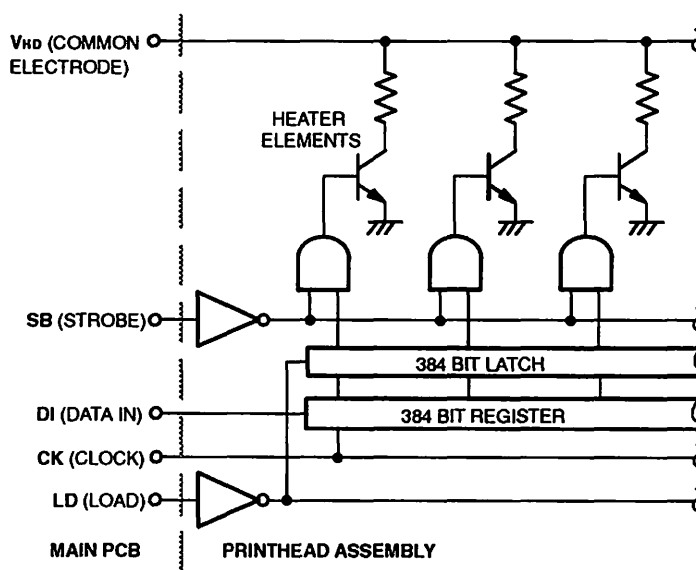 VHD (COMMON
ELECTRODE)
HEATER
ELEMENTS
SB (STROBE)
384 BIT LATCH
DI (DATA IN)
384 BIT REGISTER
CK (CLOCK)
LD (LOAD)
MAIN PCB
PRINTHEAD ASSEMBLY